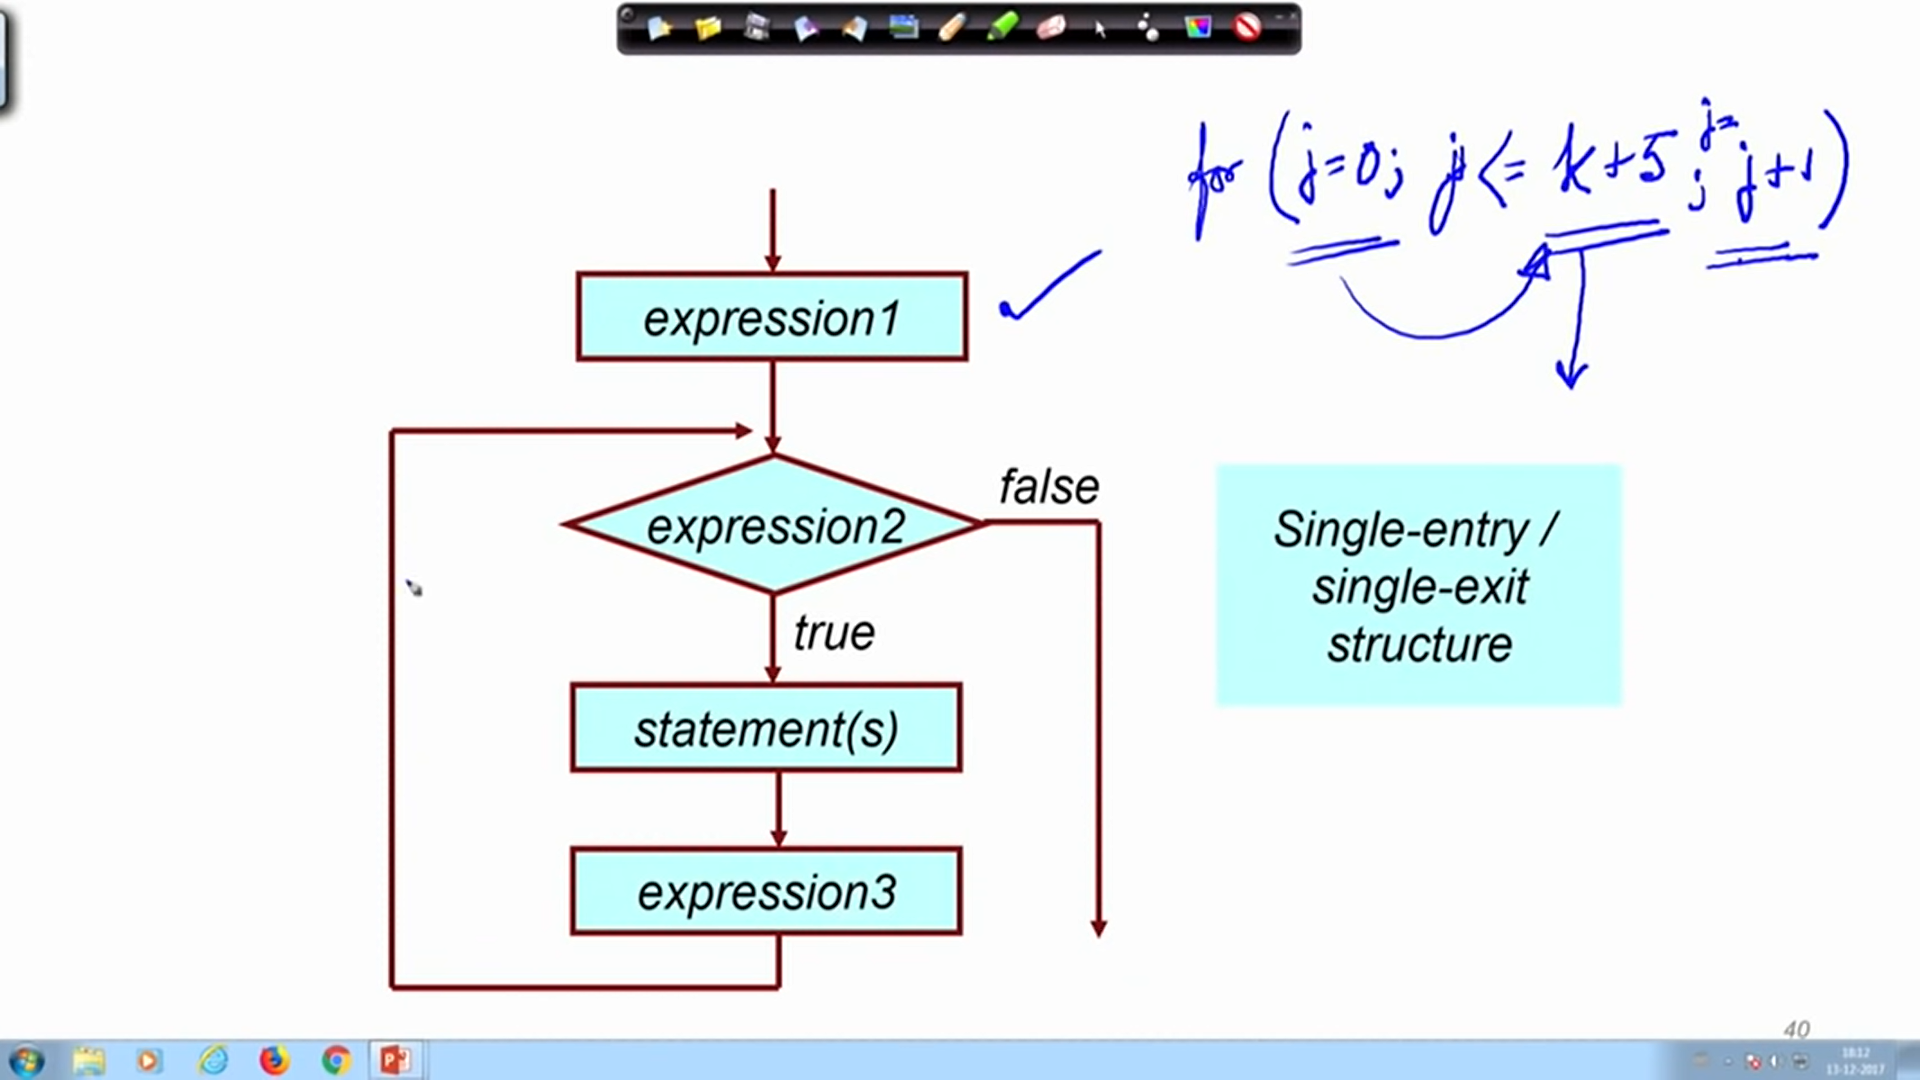 for (j=0; j<= k+5 ; j= j+1)
expression1
false
expression2
Single-entry /
single-exit
structure
true
statement(s)
expression3
40
18:12
13-12-2017